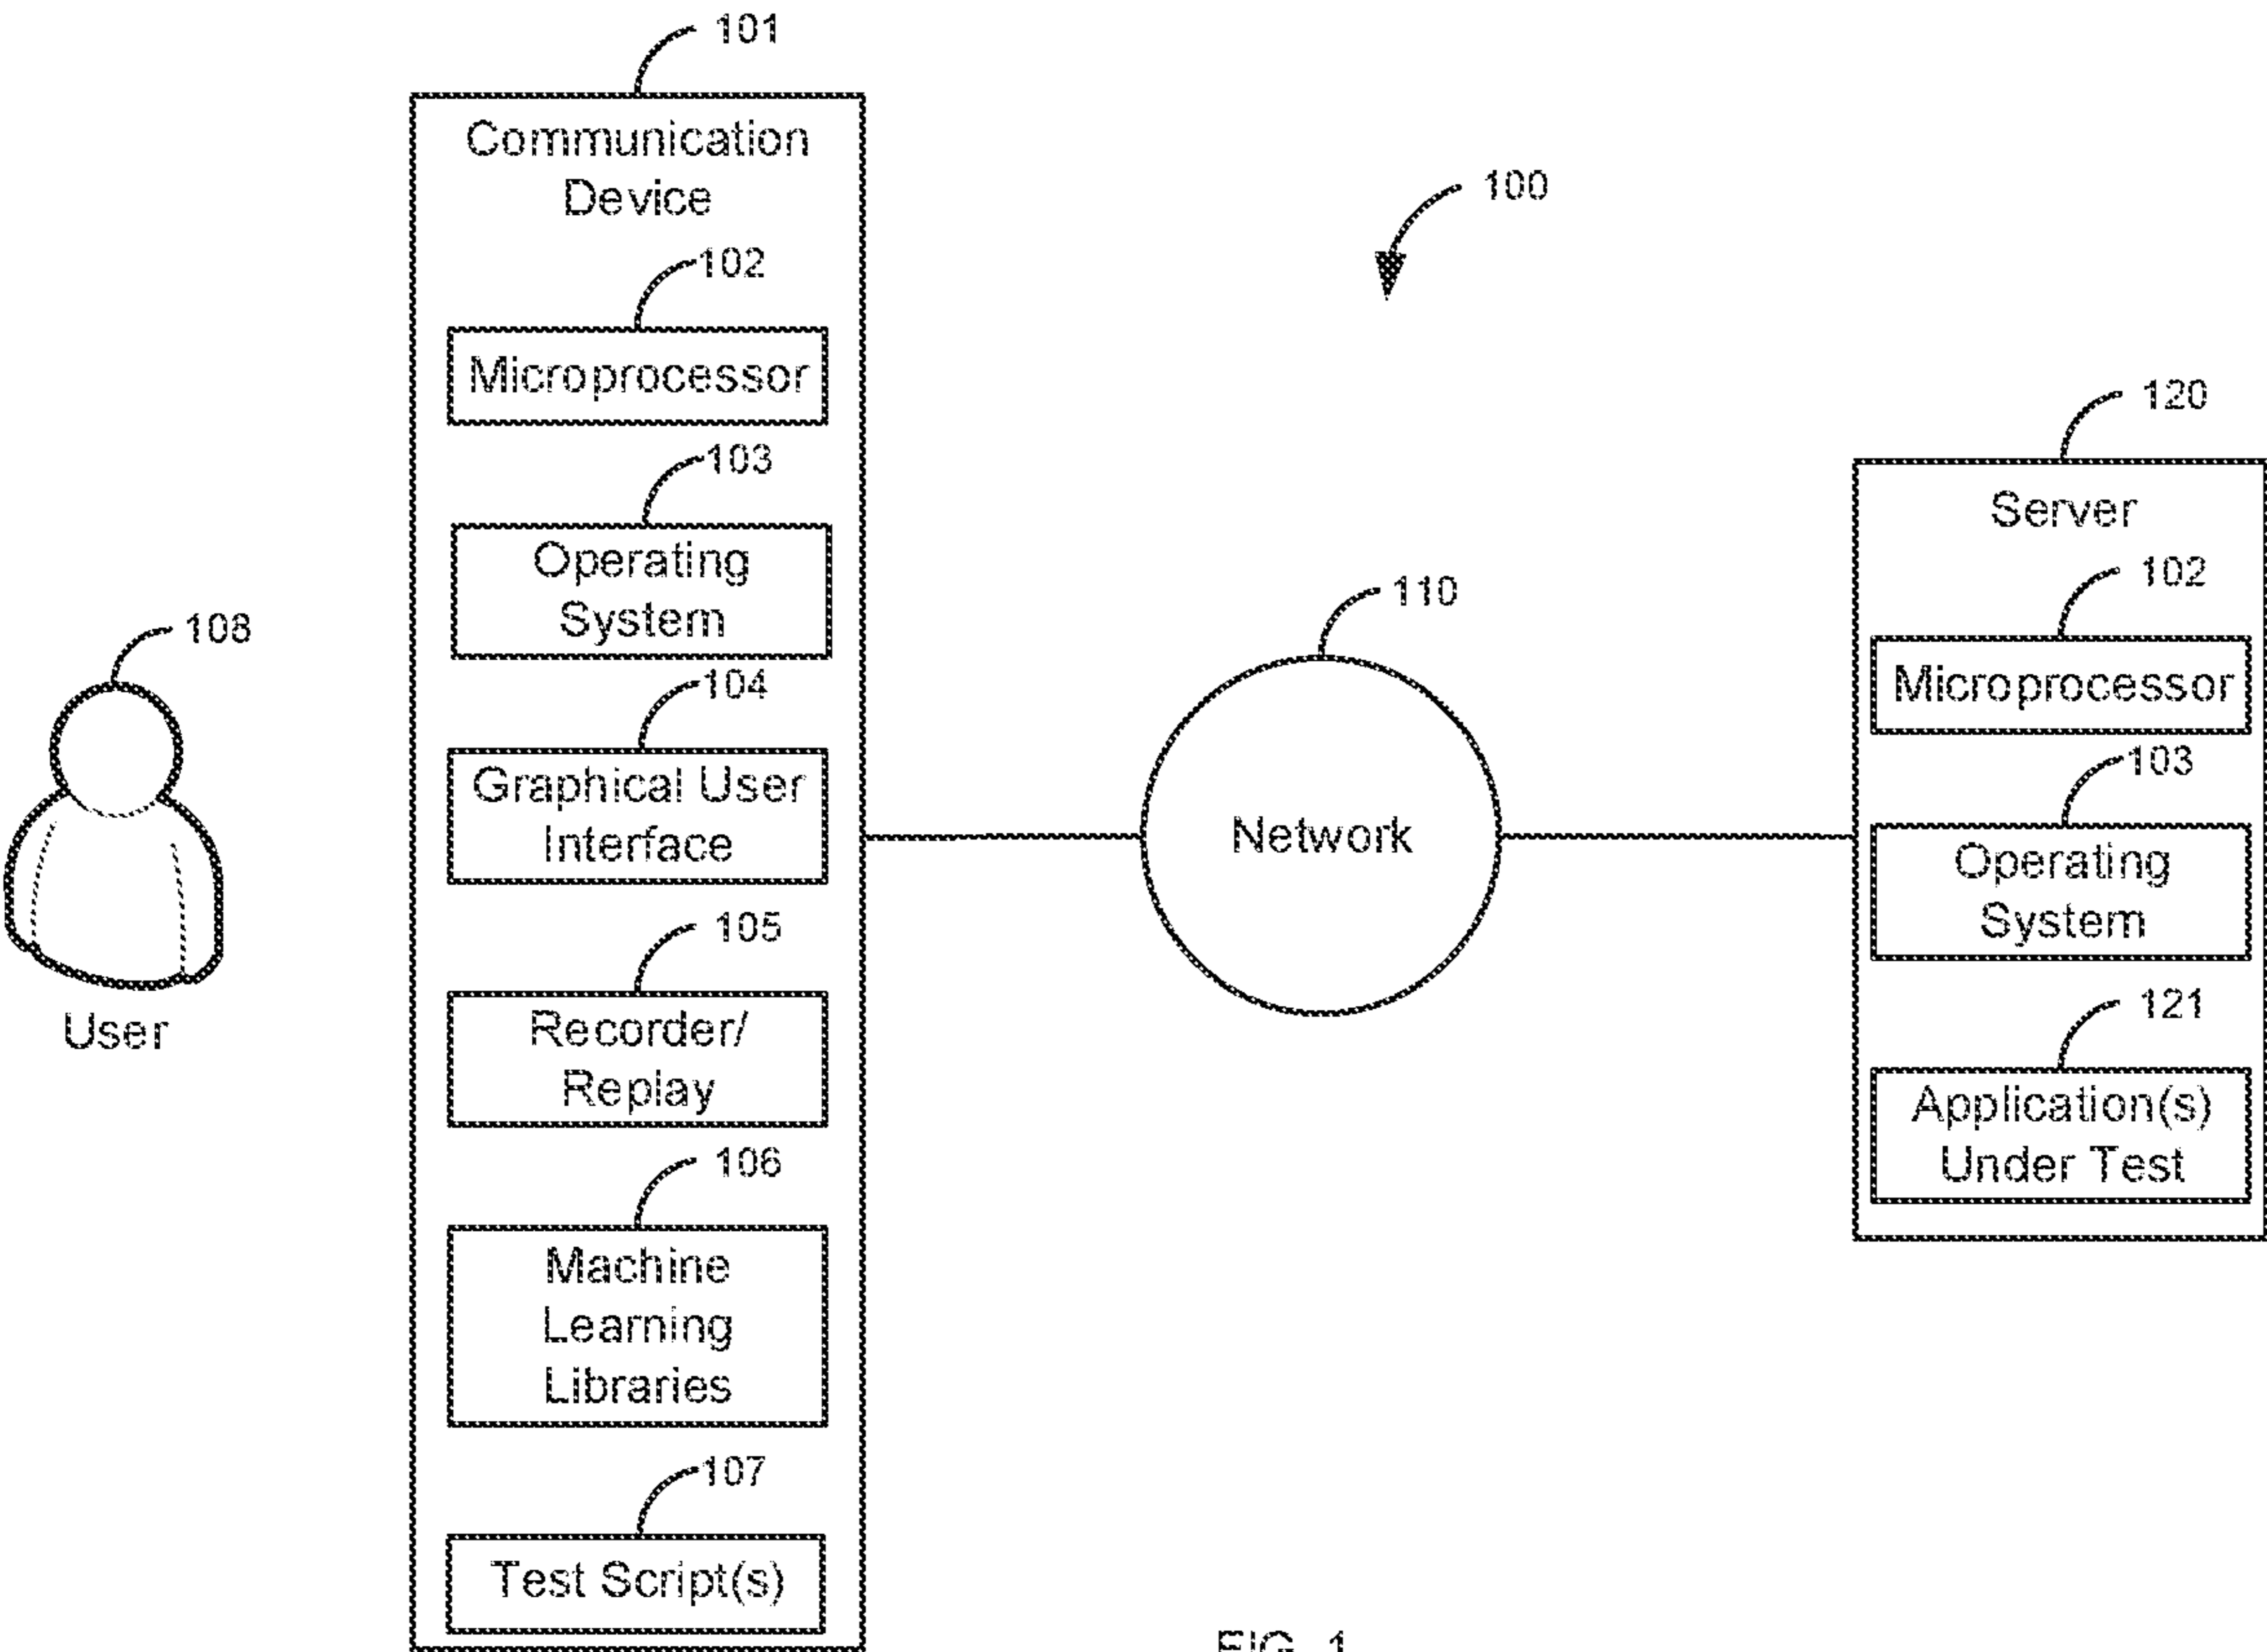 101
Communication
Device
102
Microprocessor
103
Operating
System
104
Graphical User
Interface
105
Recorder/
Replay
106
Machine
Learning
Libraries
107
Test Script(s)
108
User
100
110
Network
120
Server
102
Microprocessor
103
Operating
System
121
Application(s)
Under Test
FIG. 1